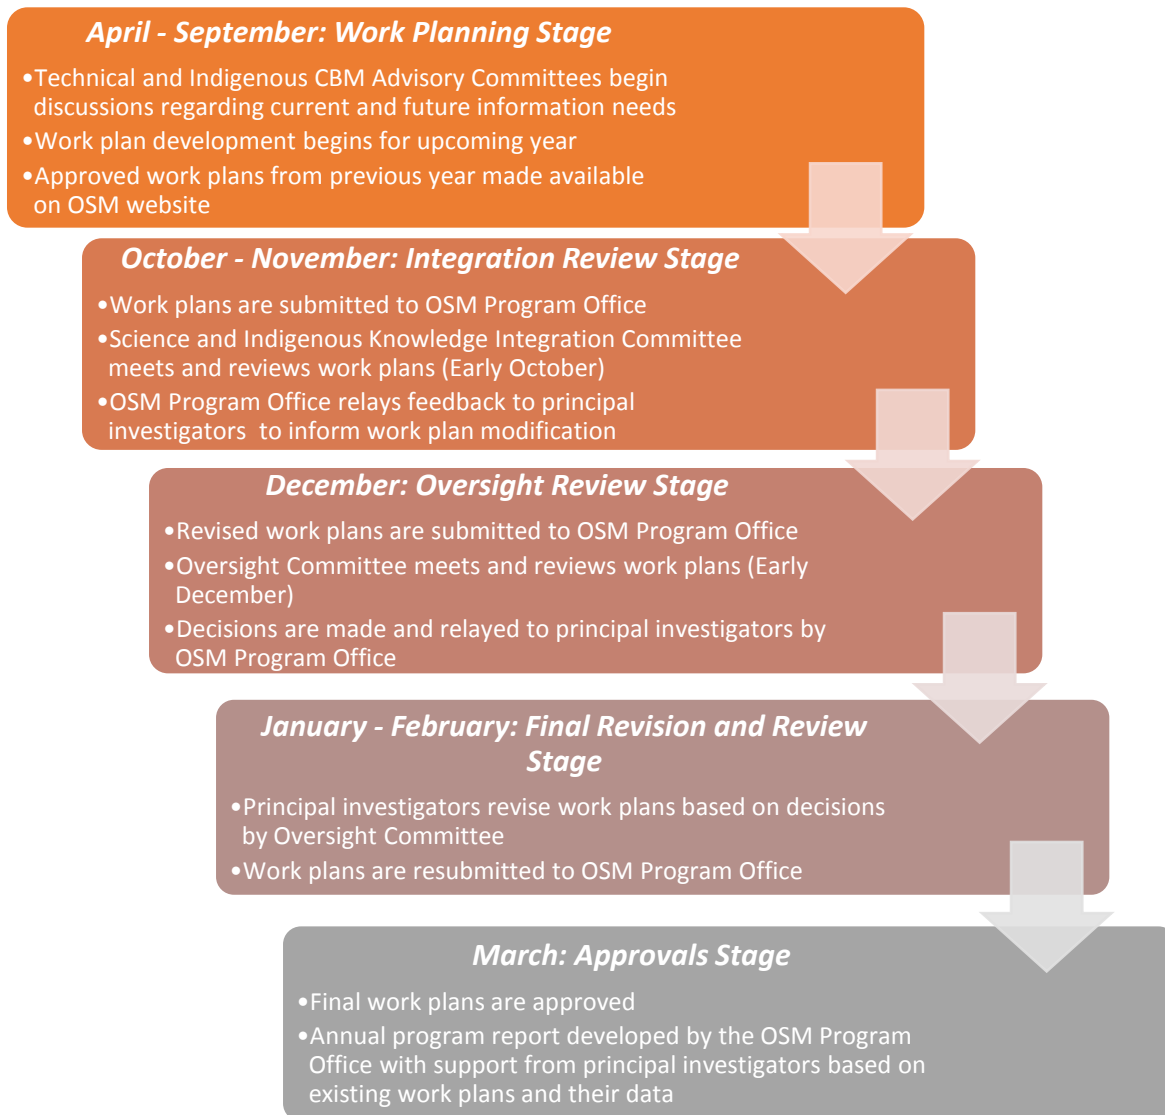 April - September: Work Planning Stage
•Technical and Indigenous CBM Advisory Committees begin
discussions regarding current and future information needs
•Work plan development begins for upcoming year
•Approved work plans from previous year made available
on OSM website
October - November: Integration Review Stage
•Work plans are submitted to OSM Program Office
•Science and Indigenous Knowledge Integration Committee
meets and reviews work plans (Early October)
•OSM Program Office relays feedback to principal
investigators to inform work plan modification
December: Oversight Review Stage
•Revised work plans are submitted to OSM Program Office
•Oversight Committee meets and reviews work plans (Early
December)
•Decisions are made and relayed to principal investigators by
OSM Program Office
January - February: Final Revision and Review
Stage
•Principal investigators revise work plans based on decisions
by Oversight Committee
•Work plans are resubmitted to OSM Program Office
March: Approvals Stage
•Final work plans are approved
•Annual program report developed by the OSM Program
Office with support from principal investigators based on
existing work plans and their data